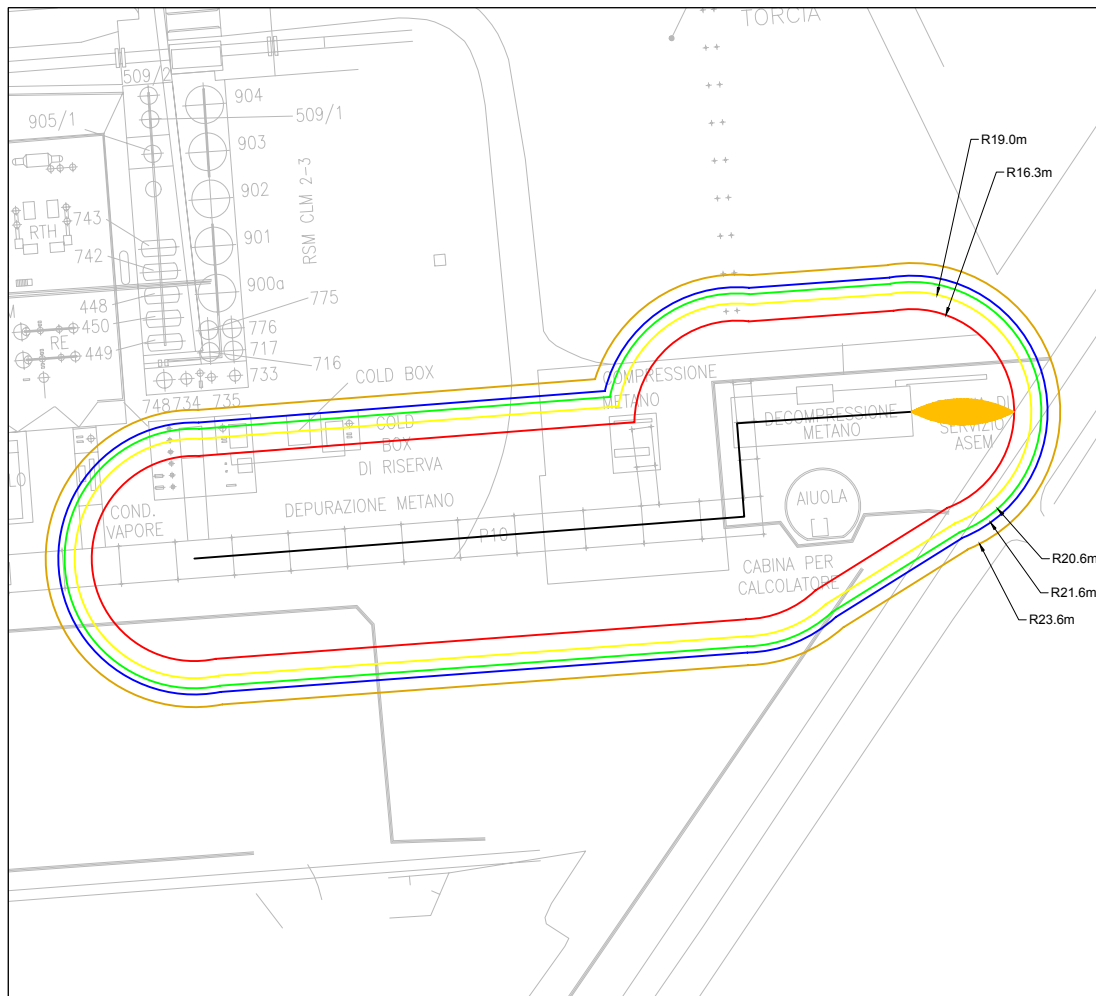 TORCIA
509/2
904
905/1
509/1
903
R19.0m
R16.3m
902
RSM CLM 2-3
743
RTH
901
742
900a
448
775
450
776
RE
449
717
716
733
COLD BOX
COMPRESSIONE
METANO
748
734
735
COLD
BOX
DI RISERVA
DECOMPRESSIONE
METANO
SERVIZIO
ASEM
COND.
VAPORE
DEPURAZIONE METANO
AIUOLA
P10
CABINA PER
CALCOLATORE
R20.6m
R21.6m
R23.6m